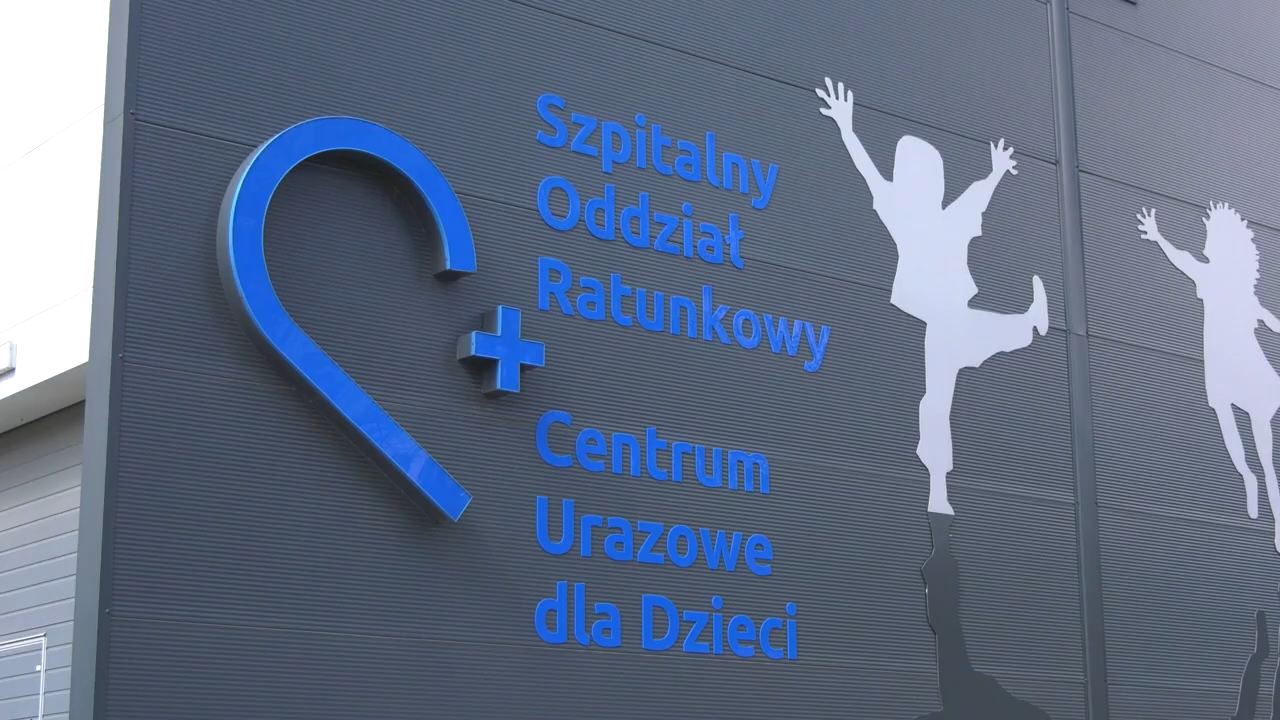 Szpitalny
Oddział
Ratunkowy
Centrum
Urazowe
dla Dzieci